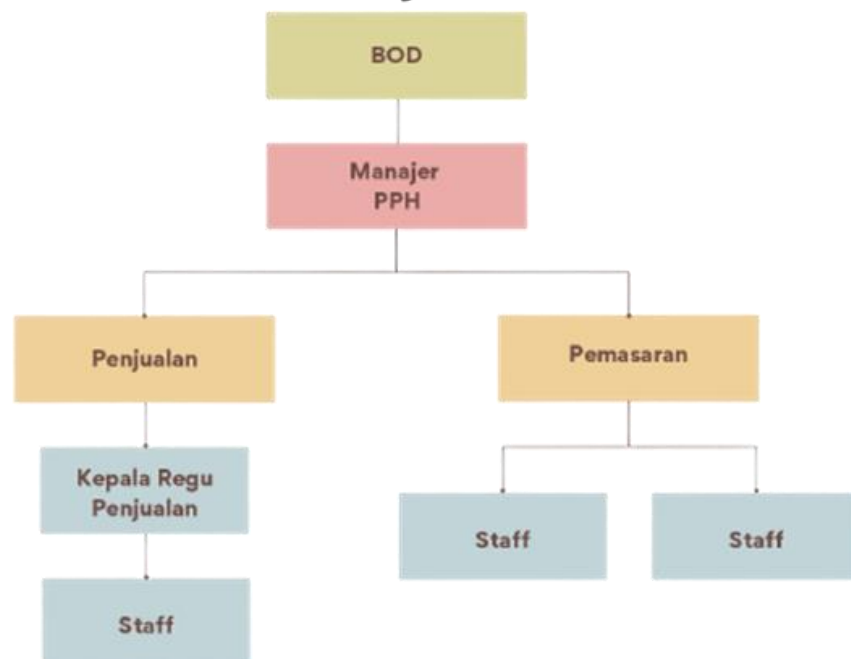 BOD
Manajer
PPH
Penjualan
Pemasaran
Kepala Regu
Penjualan
Staff
Staff
Staff